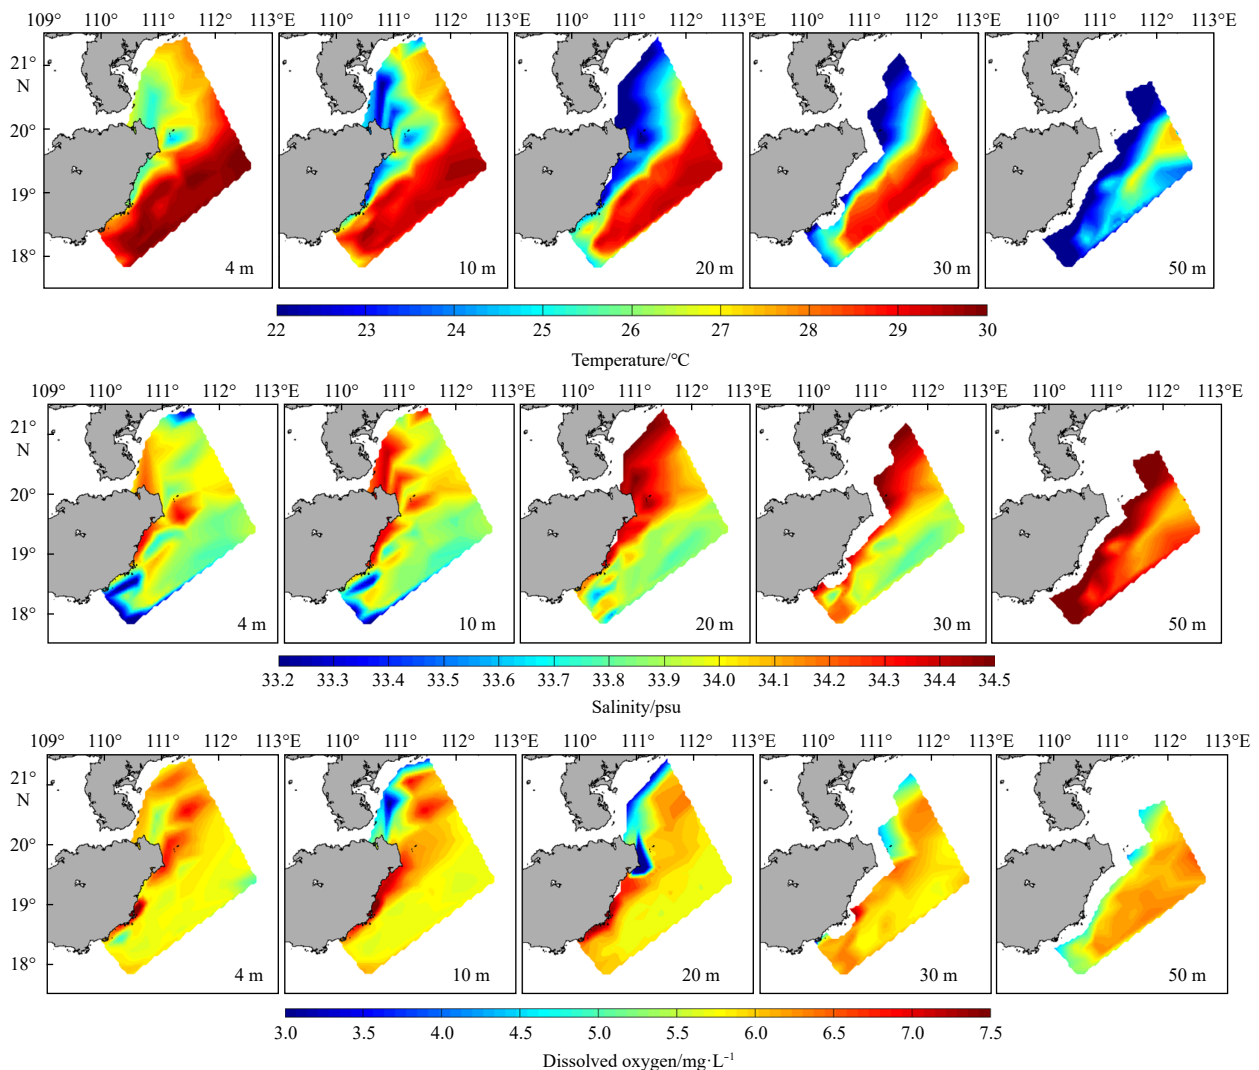 109° 110° 111° 112° 113°E 110° 111° 112° 113°E 110° 111° 112° 113°E 110° 111° 112° 113°E 110° 111° 112° 113°E
21°
N
20°
19°
18°
4 m 10 m 20 m 30 m 50 m
22 23 24 25 26 27 28 29 30
Temperature/°C
109° 110° 111° 112° 113°E 110° 111° 112° 113°E 110° 111° 112° 113°E 110° 111° 112° 113°E 110° 111° 112° 113°E
21°
N
20°
19°
18°
4 m 10 m 20 m 30 m 50 m
33.2 33.3 33.4 33.5 33.6 33.7 33.8 33.9 34.0 34.1 34.2 34.3 34.4 34.5
Salinity/psu
109° 110° 111° 112° 113°E 110° 111° 112° 113°E 110° 111° 112° 113°E 110° 111° 112° 113°E 110° 111° 112° 113°E
21°
N
20°
19°
18°
4 m 10 m 20 m 30 m 50 m
3.0 3.5 4.0 4.5 5.0 5.5 6.0 6.5 7.0 7.5
Dissolved oxygen/mg·L⁻¹